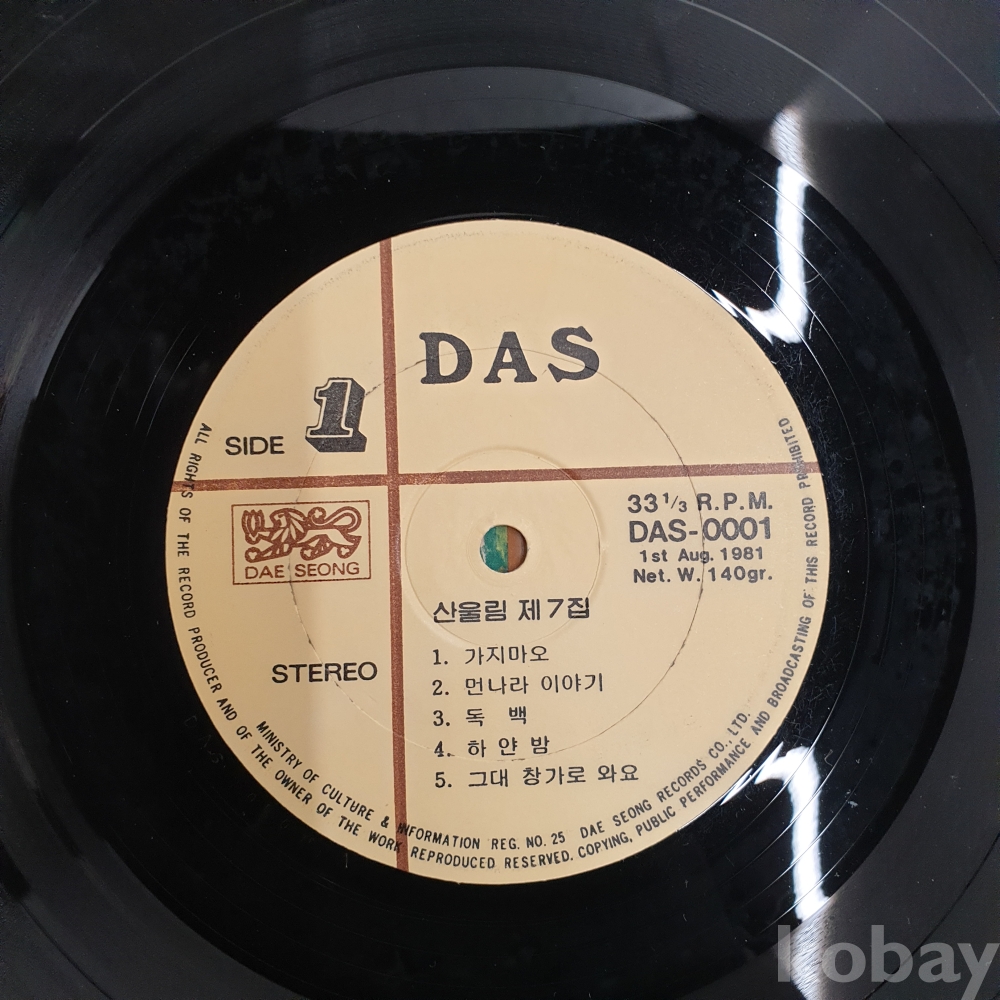 DAS
SIDE 1
33 1/3 R.P.M.
DAS-0001
1st Aug. 1981
Net. W. 140gr.
DAE SEONG
산울림 제7집
STEREO
1. 가지마오
2. 먼나라 이야기
3. 독 백
4. 하 얀 밤
5. 그대 창가로 와요
ALL RIGHTS OF THE RECORD PRODUCER AND OF THE OWNER OF THE WORK REPRODUCED RESERVED. COPYING, PUBLIC PERFORMANCE AND BROADCASTING OF THIS RECORD PROHIBITED
MINISTRY OF CULTURE & INFORMATION REG. NO. 25 DAE SEONG RECORDS CO., LTD.
kobay